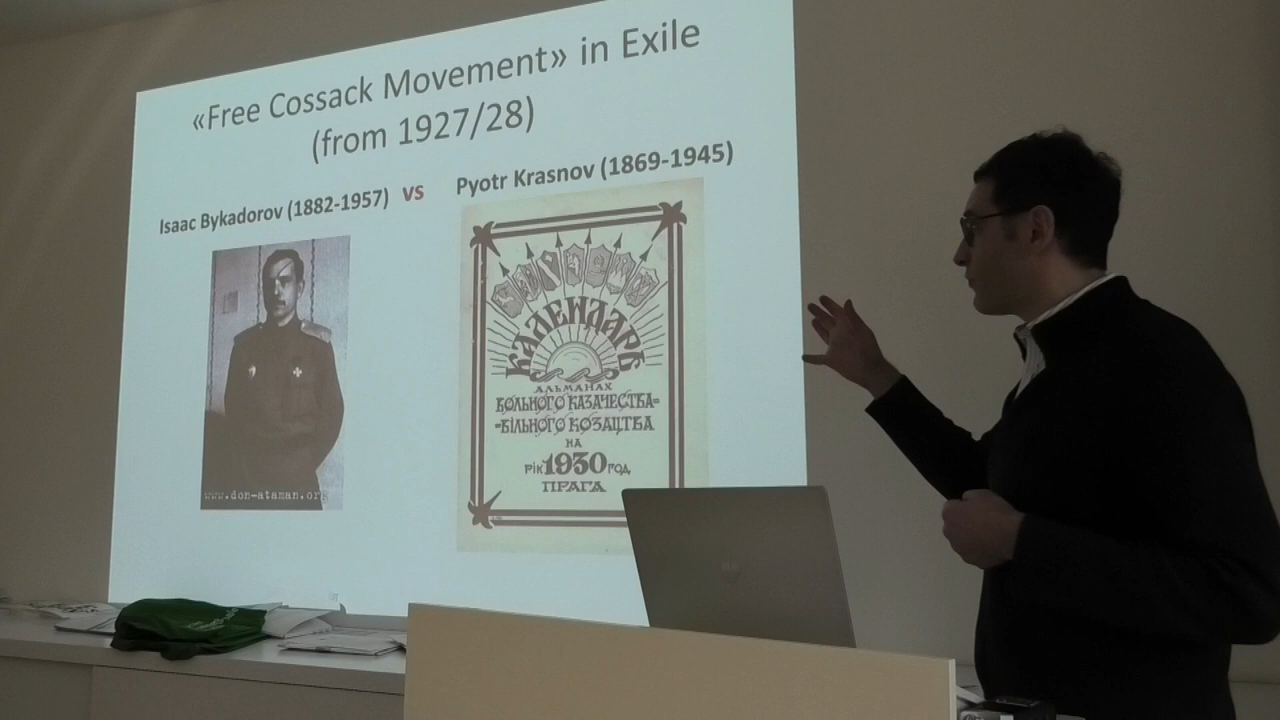 «Free Cossack Movement» in Exile
(from 1927/28)
Isaac Bykadorov (1882-1957) vs Pyotr Krasnov (1869-1945)
www.don-ataman.org
КАЛЕНДАРЬ
АЛЬМАНАХ
ВОЛЬНОГО КАЗАЧЕСТВА=
=ВІЛЬНОГО КОЗАЦТВА
НА
РІК 1930 ГОД
ПРАГА